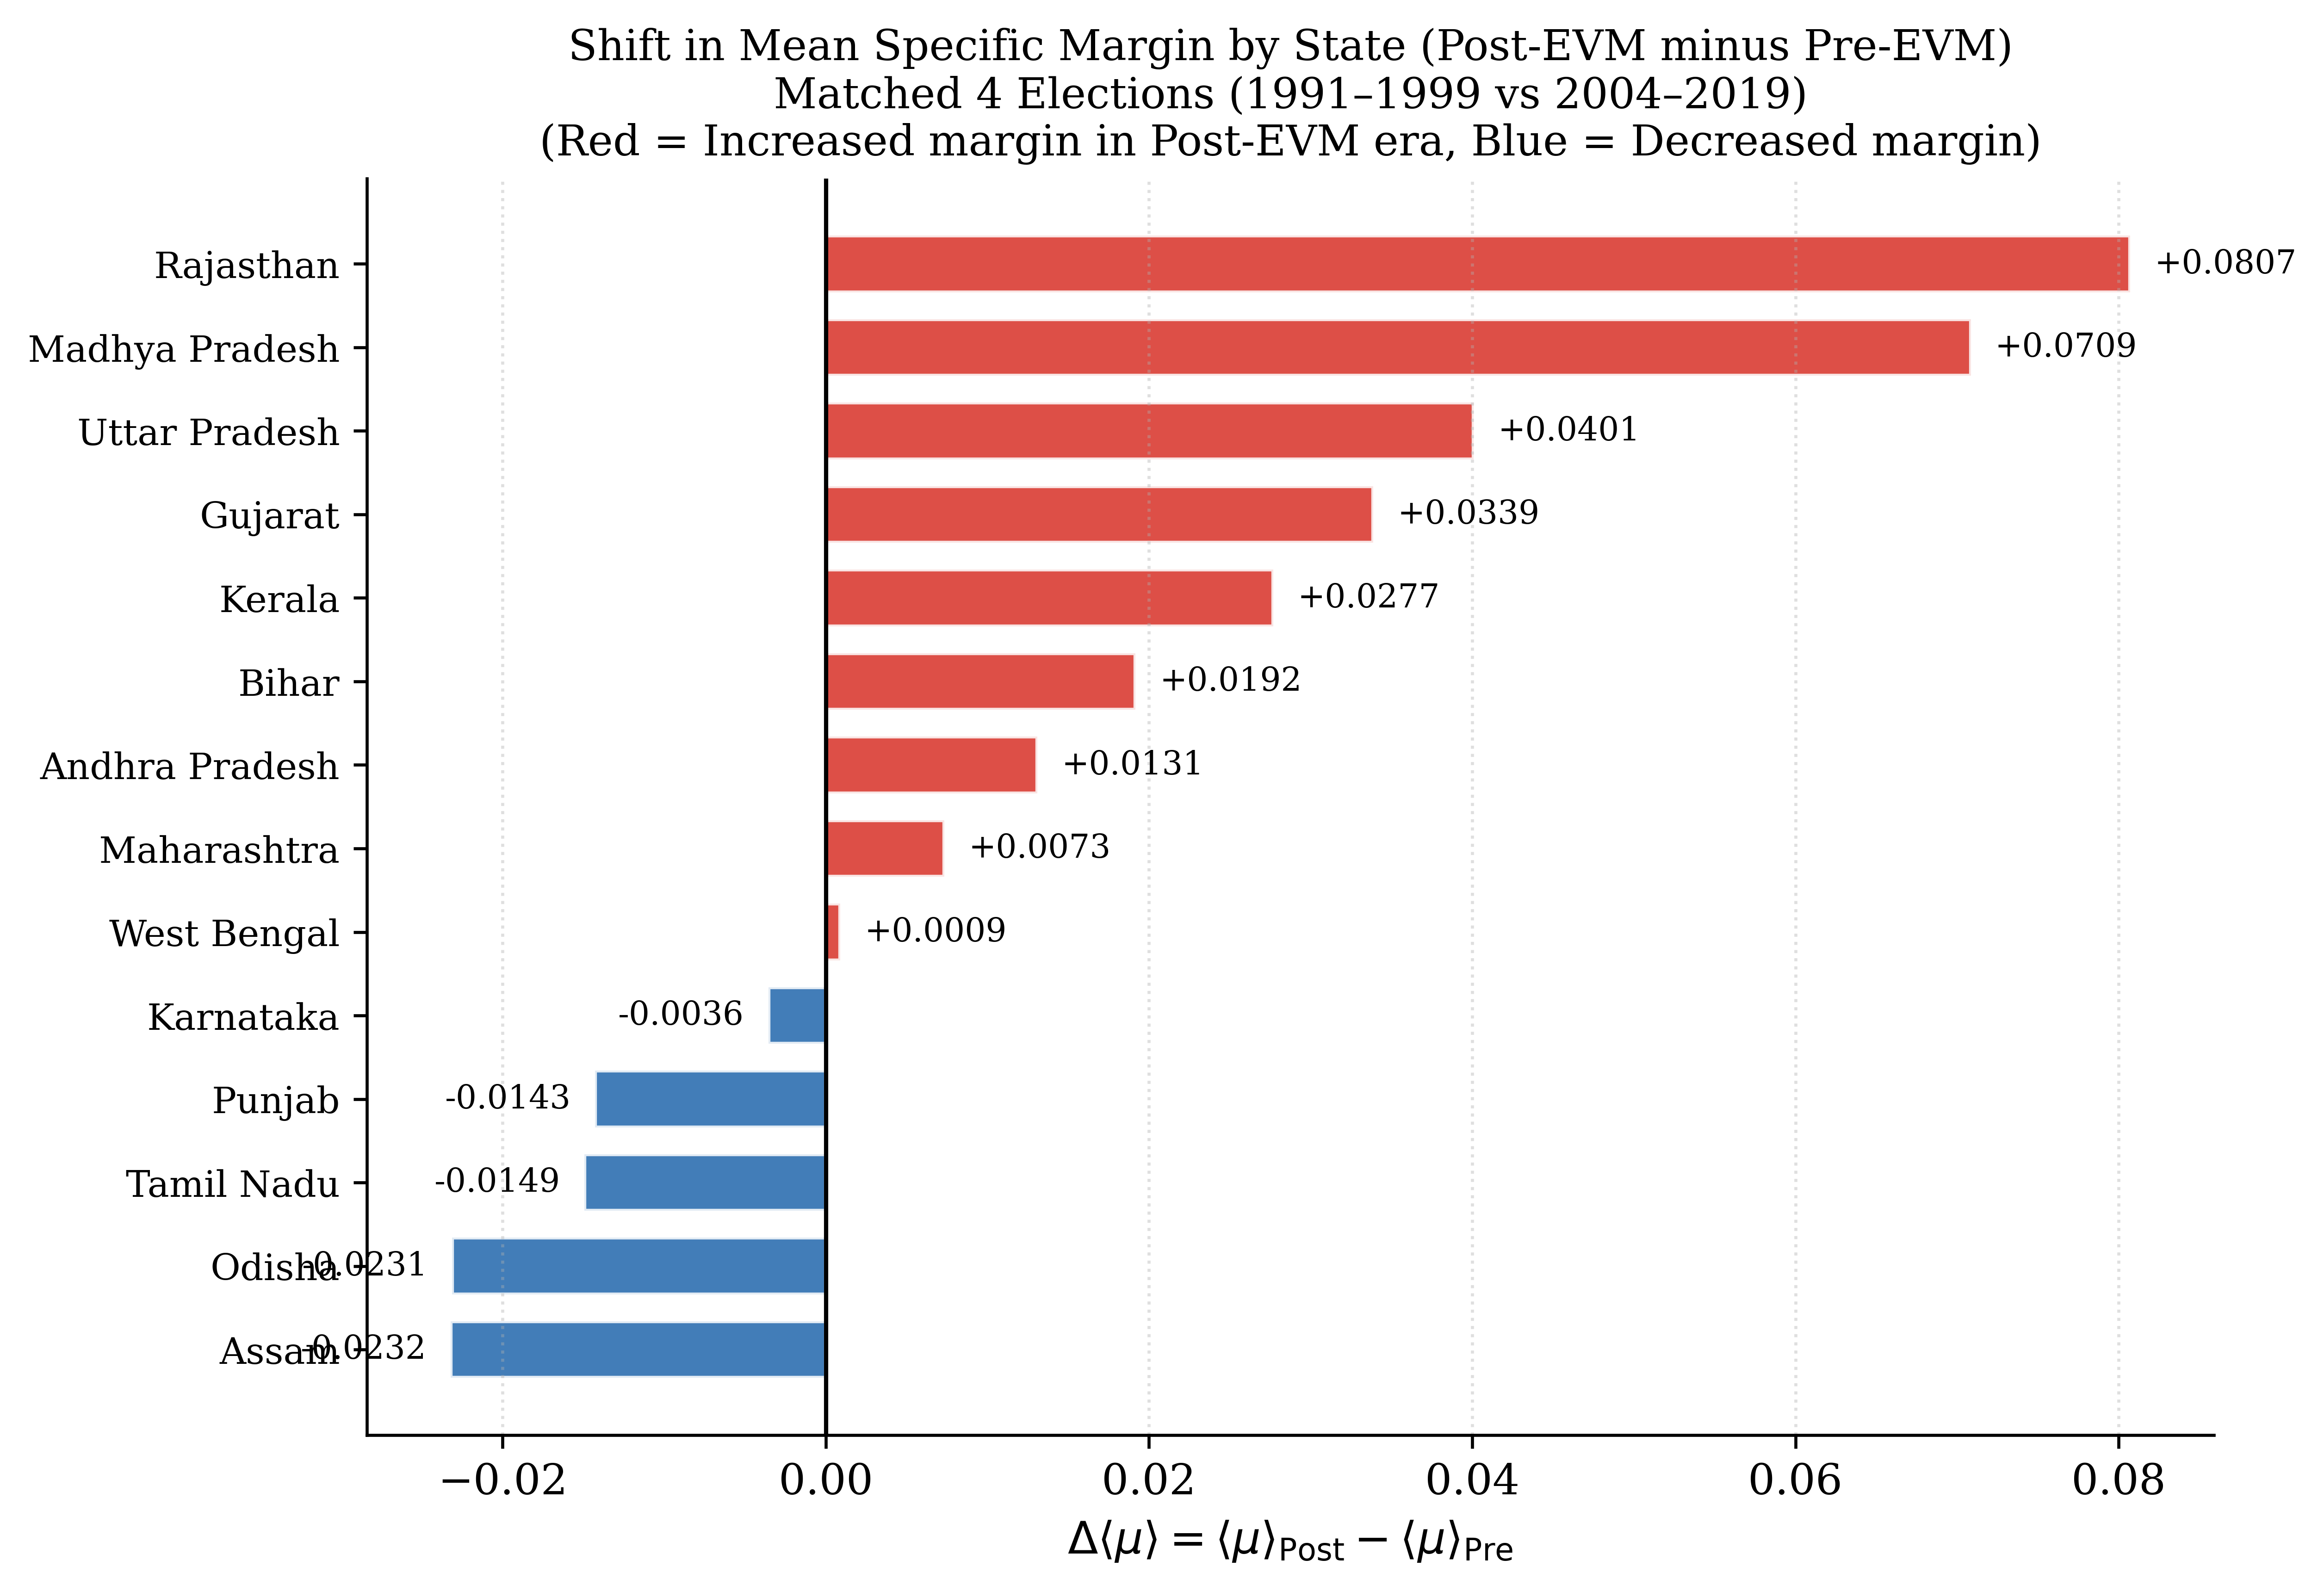 Shift in Mean Specific Margin by State (Post-EVM minus Pre-EVM)
Matched 4 Elections (1991–1999 vs 2004–2019)
(Red = Increased margin in Post-EVM era, Blue = Decreased margin)
Rajasthan +0.0807
Madhya Pradesh +0.0709
Uttar Pradesh +0.0401
Gujarat +0.0339
Kerala +0.0277
Bihar +0.0192
Andhra Pradesh +0.0131
Maharashtra +0.0073
West Bengal +0.0009
Karnataka -0.0036
Punjab -0.0143
Tamil Nadu -0.0149
Odisha -0.0231
Assam -0.0232
−0.02 0.00 0.02 0.04 0.06 0.08
Δ⟨μ⟩ = ⟨μ⟩Post − ⟨μ⟩Pre